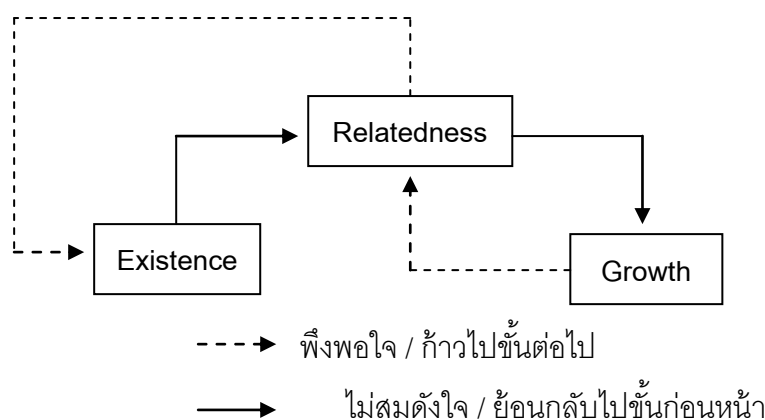 Relatedness
Existence
Growth
พึงพอใจ / ก้าวไปขั้นต่อไป
ไม่สมดังใจ / ย้อนกลับไปขั้นก่อนหน้า